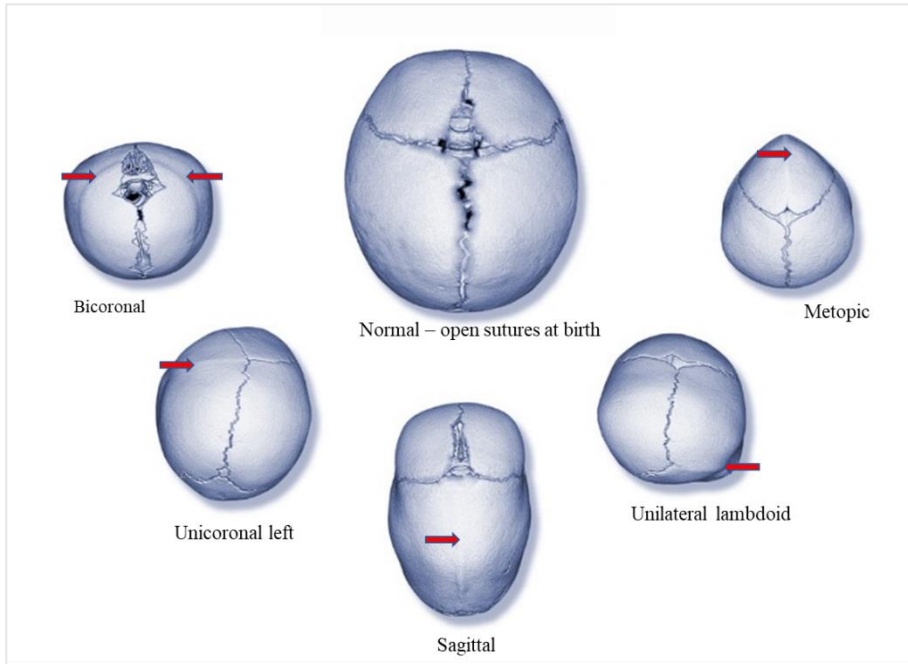 Bicoronal
Normal – open sutures at birth
Metopic
Unicoronal left
Unilateral lambdoid
Sagittal